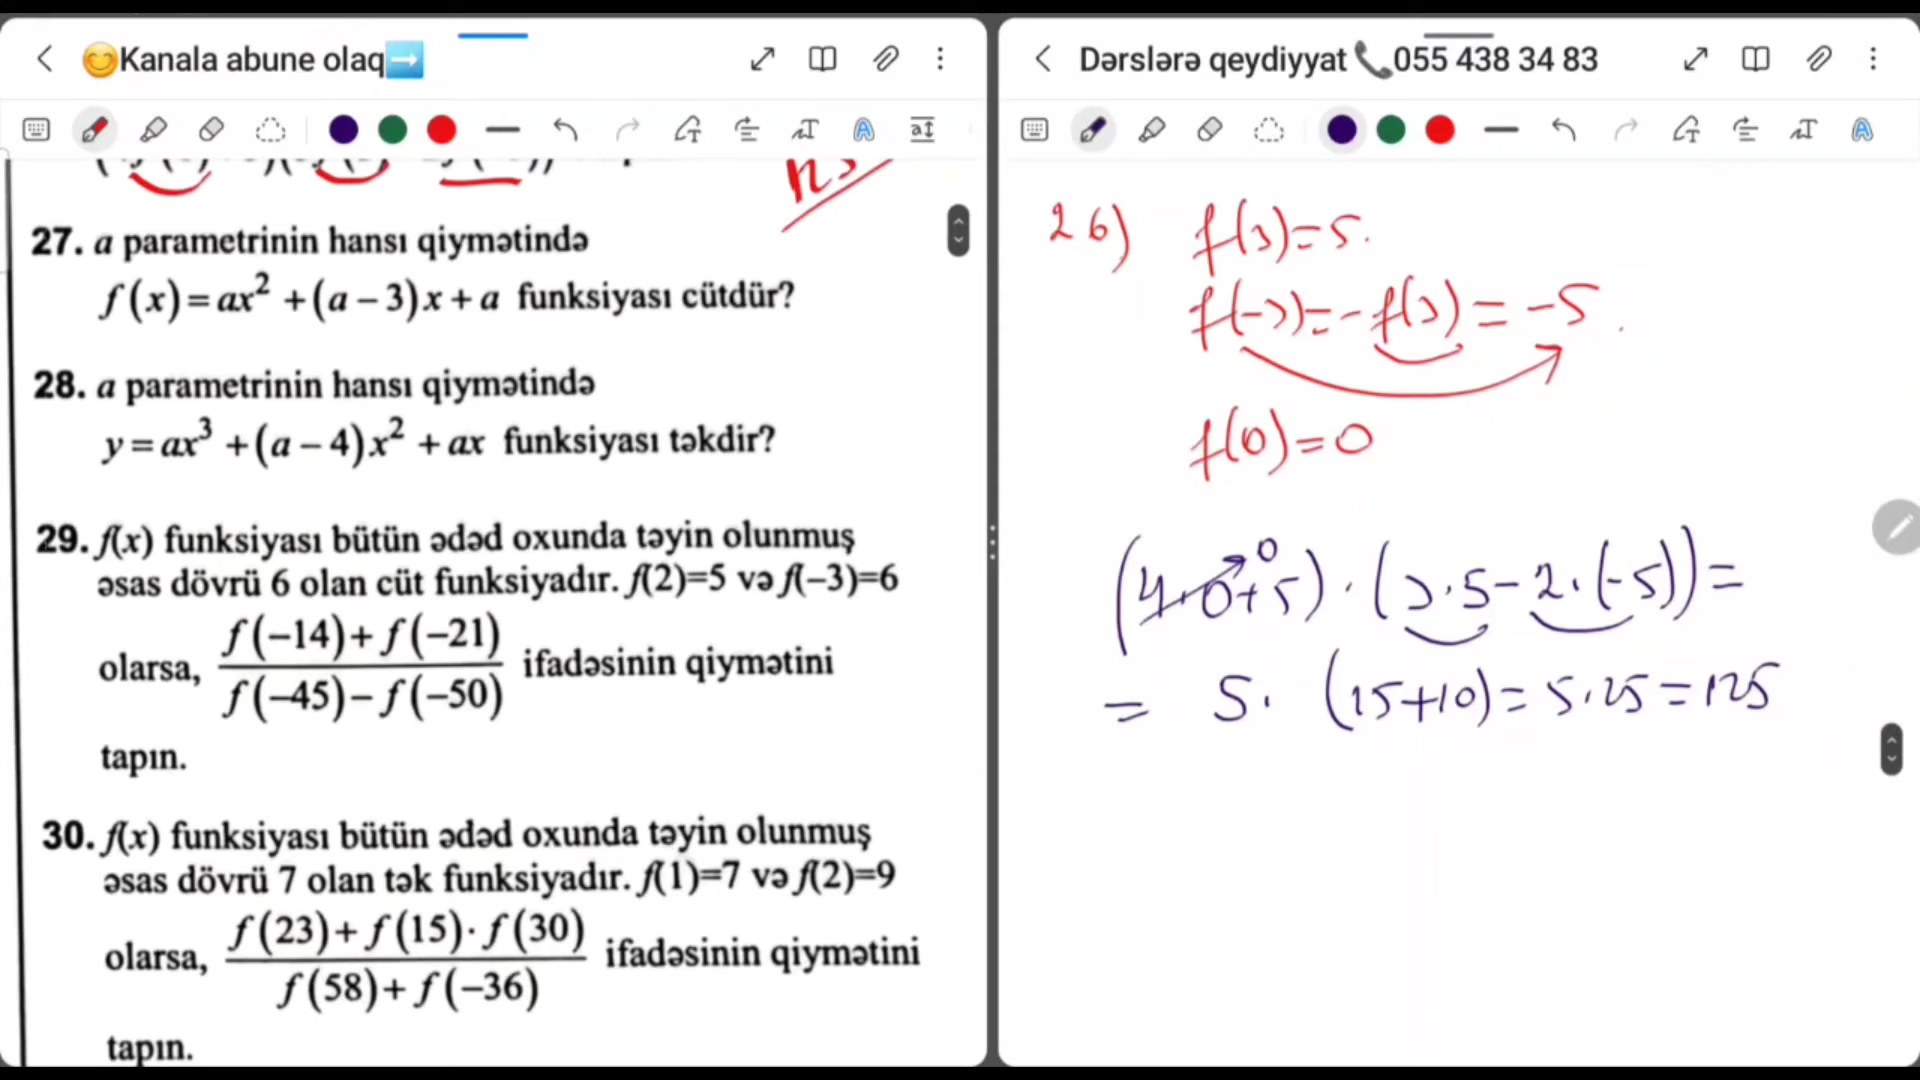 😊Kanala abune olaq➡️
27. a parametrinin hansı qiymətində
f(x)=ax²+(a−3)x+a funksiyası cütdür?
28. a parametrinin hansı qiymətində
y=ax³+(a−4)x²+ax funksiyası təkdir?
29. f(x) funksiyası bütün ədəd oxunda təyin olunmuş
əsas dövrü 6 olan cüt funksiyadır. f(2)=5 və f(−3)=6
olarsa, (f(−14)+f(−21))/(f(−45)−f(−50)) ifadəsinin qiymətini
tapın.
30. f(x) funksiyası bütün ədəd oxunda təyin olunmuş
əsas dövrü 7 olan tək funksiyadır. f(1)=7 və f(2)=9
olarsa, (f(23)+f(15)·f(30))/(f(58)+f(−36)) ifadəsinin qiymətini
tapın.
Dərslərə qeydiyyat 📞055 438 34 83
26) f(3)=5.
f(−3)=−f(3)=−5.
f(0)=0
0
(4·0+5)·(3·5−2·(−5))=
= 5·(15+10)=5·25=125